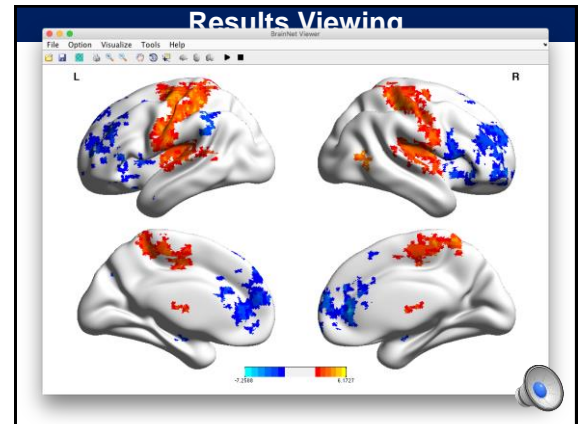 Results Viewing
BrainNet Viewer
File Option Visualize Tools Help
L R
-7.2588 6.1727